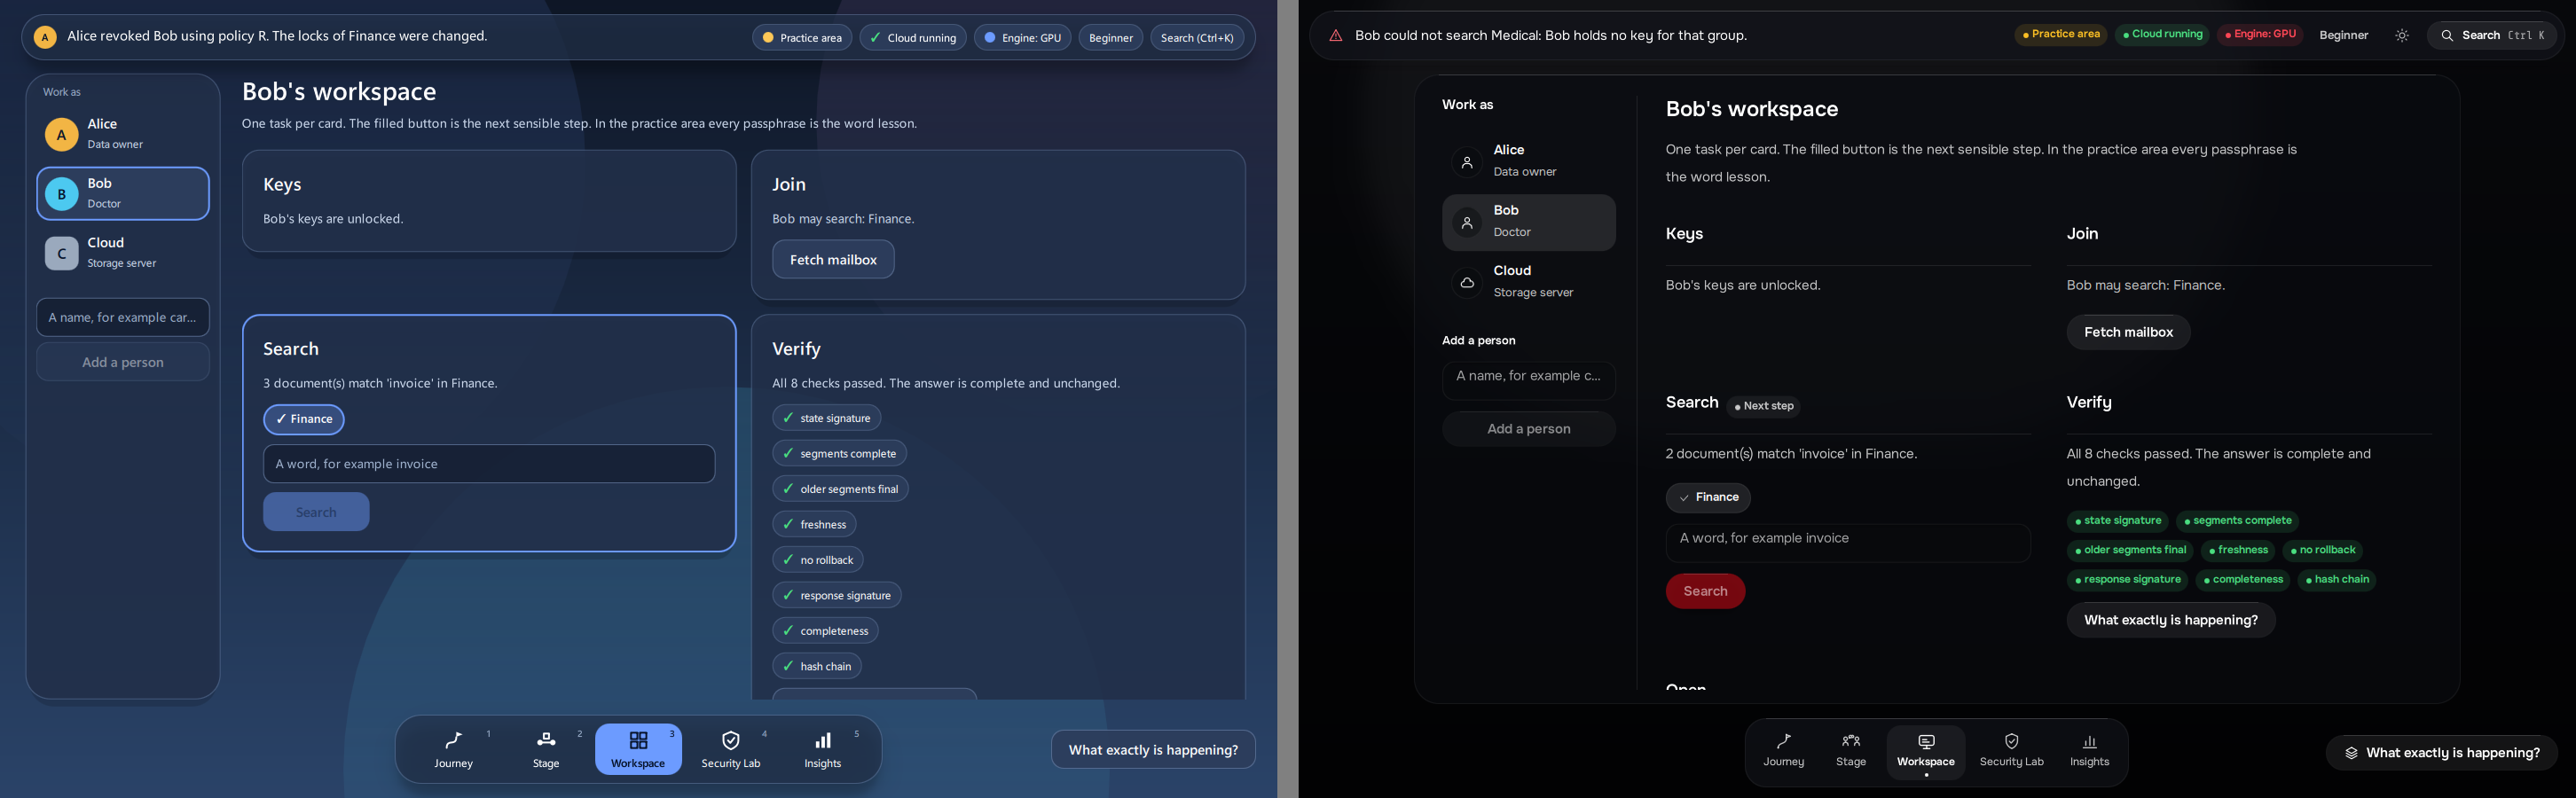 A Alice revoked Bob using policy R. The locks of Finance were changed.
Practice area
✓ Cloud running
Engine: GPU
Beginner
Search (Ctrl+K)
Work as
A
Alice
Data owner
B
Bob
Doctor
C
Cloud
Storage server
A name, for example car...
Add a person
Bob's workspace
One task per card. The filled button is the next sensible step. In the practice area every passphrase is the word lesson.
Keys
Bob's keys are unlocked.
Join
Bob may search: Finance.
Fetch mailbox
Search
3 document(s) match 'invoice' in Finance.
✓ Finance
A word, for example invoice
Search
Verify
All 8 checks passed. The answer is complete and unchanged.
✓ state signature
✓ segments complete
✓ older segments final
✓ freshness
✓ no rollback
✓ response signature
✓ completeness
✓ hash chain
Journey 1
Stage 2
Workspace 3
Security Lab 4
Insights 5
What exactly is happening?
Bob could not search Medical: Bob holds no key for that group.
Practice area
Cloud running
Engine: GPU
Beginner
Search Ctrl K
Work as
Alice
Data owner
Bob
Doctor
Cloud
Storage server
Add a person
A name, for example c...
Add a person
Bob's workspace
One task per card. The filled button is the next sensible step. In the practice area every passphrase is
the word lesson.
Keys
Bob's keys are unlocked.
Join
Bob may search: Finance.
Fetch mailbox
Search Next step
2 document(s) match 'invoice' in Finance.
✓ Finance
A word, for example invoice
Search
Verify
All 8 checks passed. The answer is complete and
unchanged.
state signature segments complete
older segments final freshness no rollback
response signature completeness hash chain
What exactly is happening?
Open
Journey
Stage
Workspace
Security Lab
Insights
What exactly is happening?